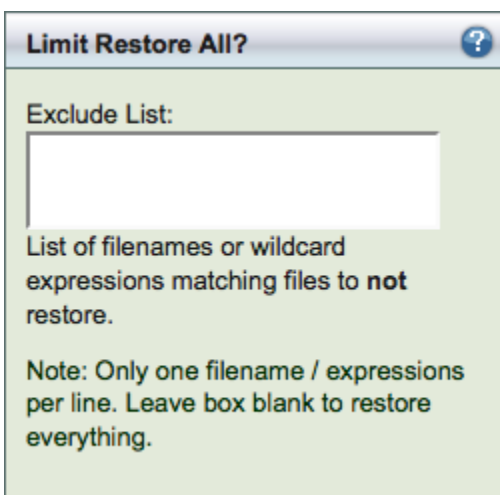 Limit Restore All?
?
Exclude List:
List of filenames or wildcard
expressions matching files to not
restore.
Note: Only one filename / expressions
per line. Leave box blank to restore
everything.